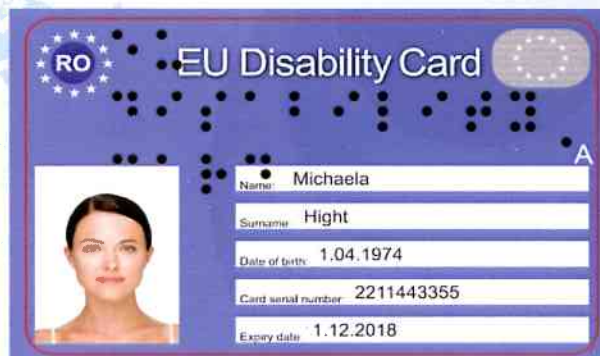 RO
EU Disability Card
A
Name: Michaela
Surname Hight
Date of birth: 1.04.1974
Card serial number 2211443355
Expiry date 1.12.2018